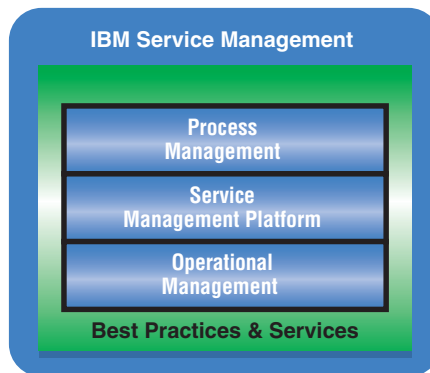 IBM Service Management
Process
Management
Service
Management Platform
Operational
Management
Best Practices & Services